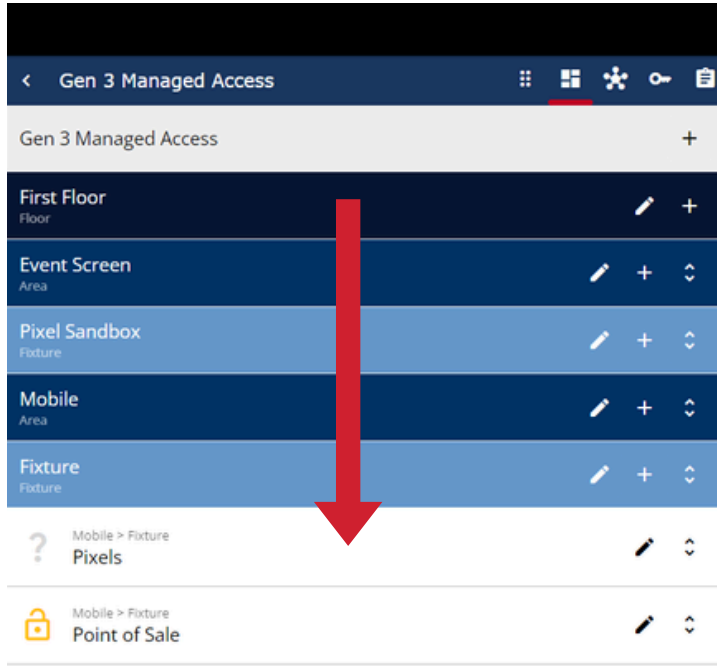 Gen 3 Managed Access
Gen 3 Managed Access
First Floor
Floor
Event Screen
Area
Pixel Sandbox
Fixture
Mobile
Area
Fixture
Fixture
Mobile > Fixture
Pixels
Mobile > Fixture
Point of Sale